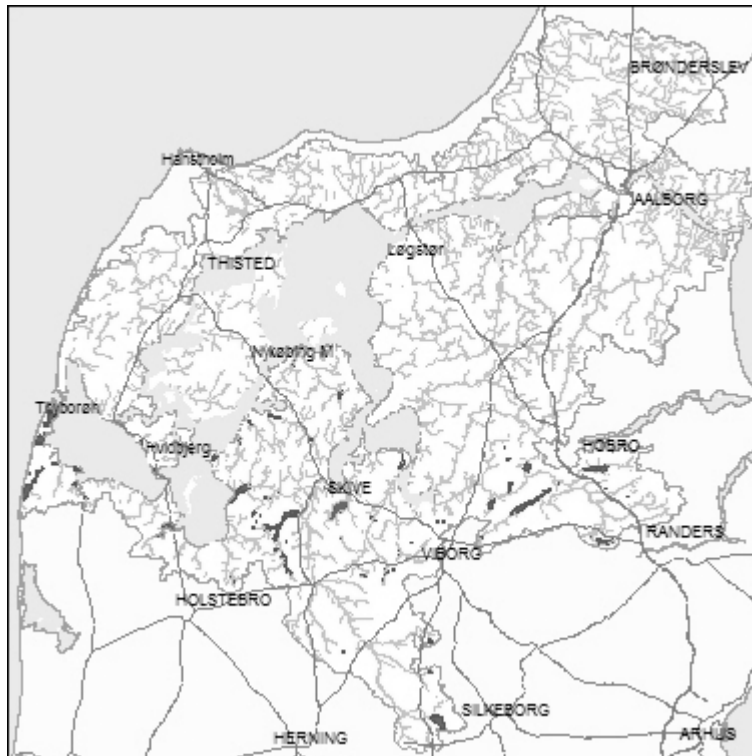 BRØNDERSLEV
Hanstholm
AALBORG
Løgstør
THISTED
Nykøbing M
Thyborøn
Hvidbjerg
HOBRO
SKIVE
RANDERS
VIBORG
HOLSTEBRO
SILKEBORG
HERNING
ARHUS